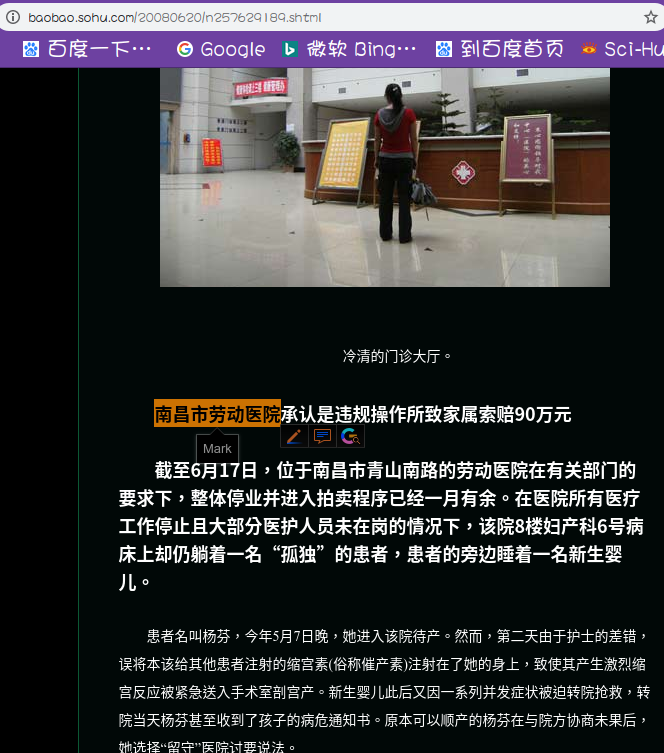 baobao.sohu.com/20080620/n257629189.shtml
百度一下… Google 微软 Bing… 到百度首页 Sci-Hu
冷清的门诊大厅。
南昌市劳动医院承认是违规操作所致家属索赔90万元
Mark
截至6月17日，位于南昌市青山南路的劳动医院在有关部门的
要求下，整体停业并进入拍卖程序已经一月有余。在医院所有医疗
工作停止且大部分医护人员未在岗的情况下，该院8楼妇产科6号病
床上却仍躺着一名“孤独”的患者，患者的旁边睡着一名新生婴
儿。
患者名叫杨芬，今年5月7日晚，她进入该院待产。然而，第二天由于护士的差错，
误将本该给其他患者注射的缩宫素(俗称催产素)注射在了她的身上，致使其产生激烈缩
宫反应被紧急送入手术室剖宫产。新生婴儿此后又因一系列并发症状被迫转院抢救，转
院当天杨芬甚至收到了孩子的病危通知书。原本可以顺产的杨芬在与院方协商未果后，
她选择“留守”医院讨要说法。